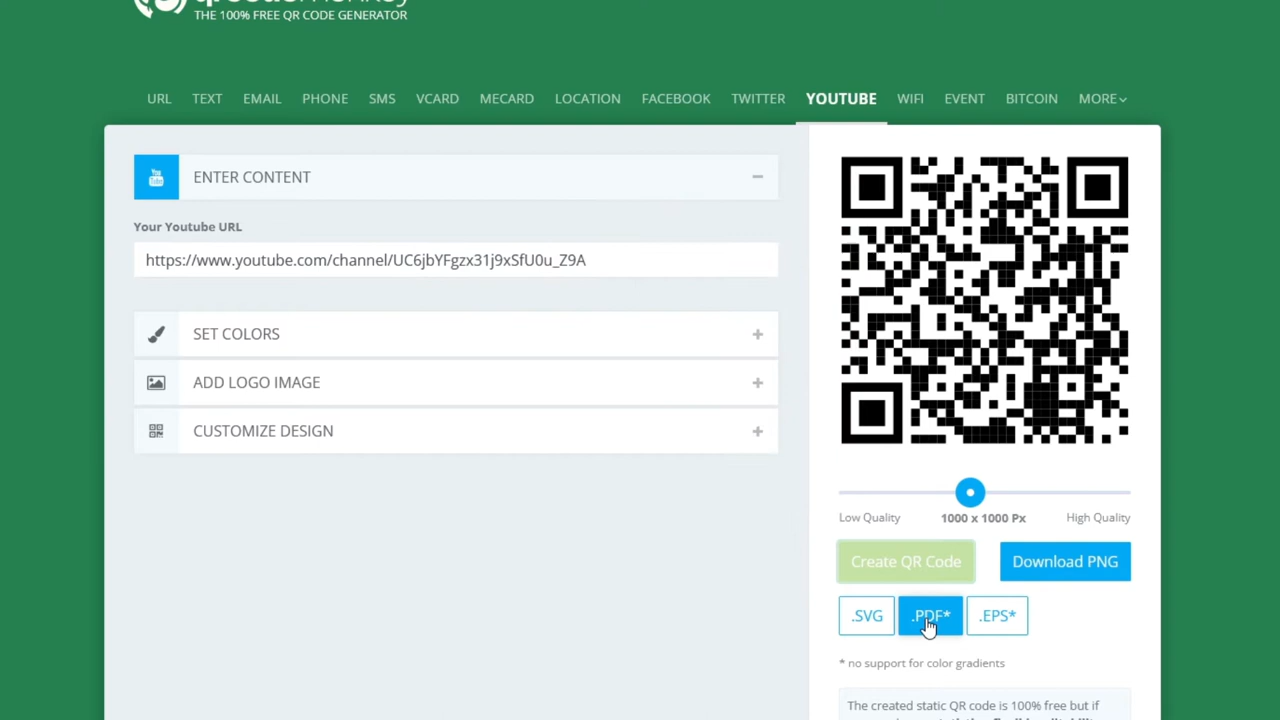 THE 100% FREE QR CODE GENERATOR
URL TEXT EMAIL PHONE SMS VCARD MECARD LOCATION FACEBOOK TWITTER YOUTUBE WIFI EVENT BITCOIN MORE
ENTER CONTENT
Your Youtube URL
https://www.youtube.com/channel/UC6jbYFgzx31j9xSfU0u_Z9A
SET COLORS
ADD LOGO IMAGE
CUSTOMIZE DESIGN
Low Quality 1000 x 1000 Px High Quality
Create QR Code Download PNG
.SVG .PDF* .EPS*
* no support for color gradients
The created static QR code is 100% free but if